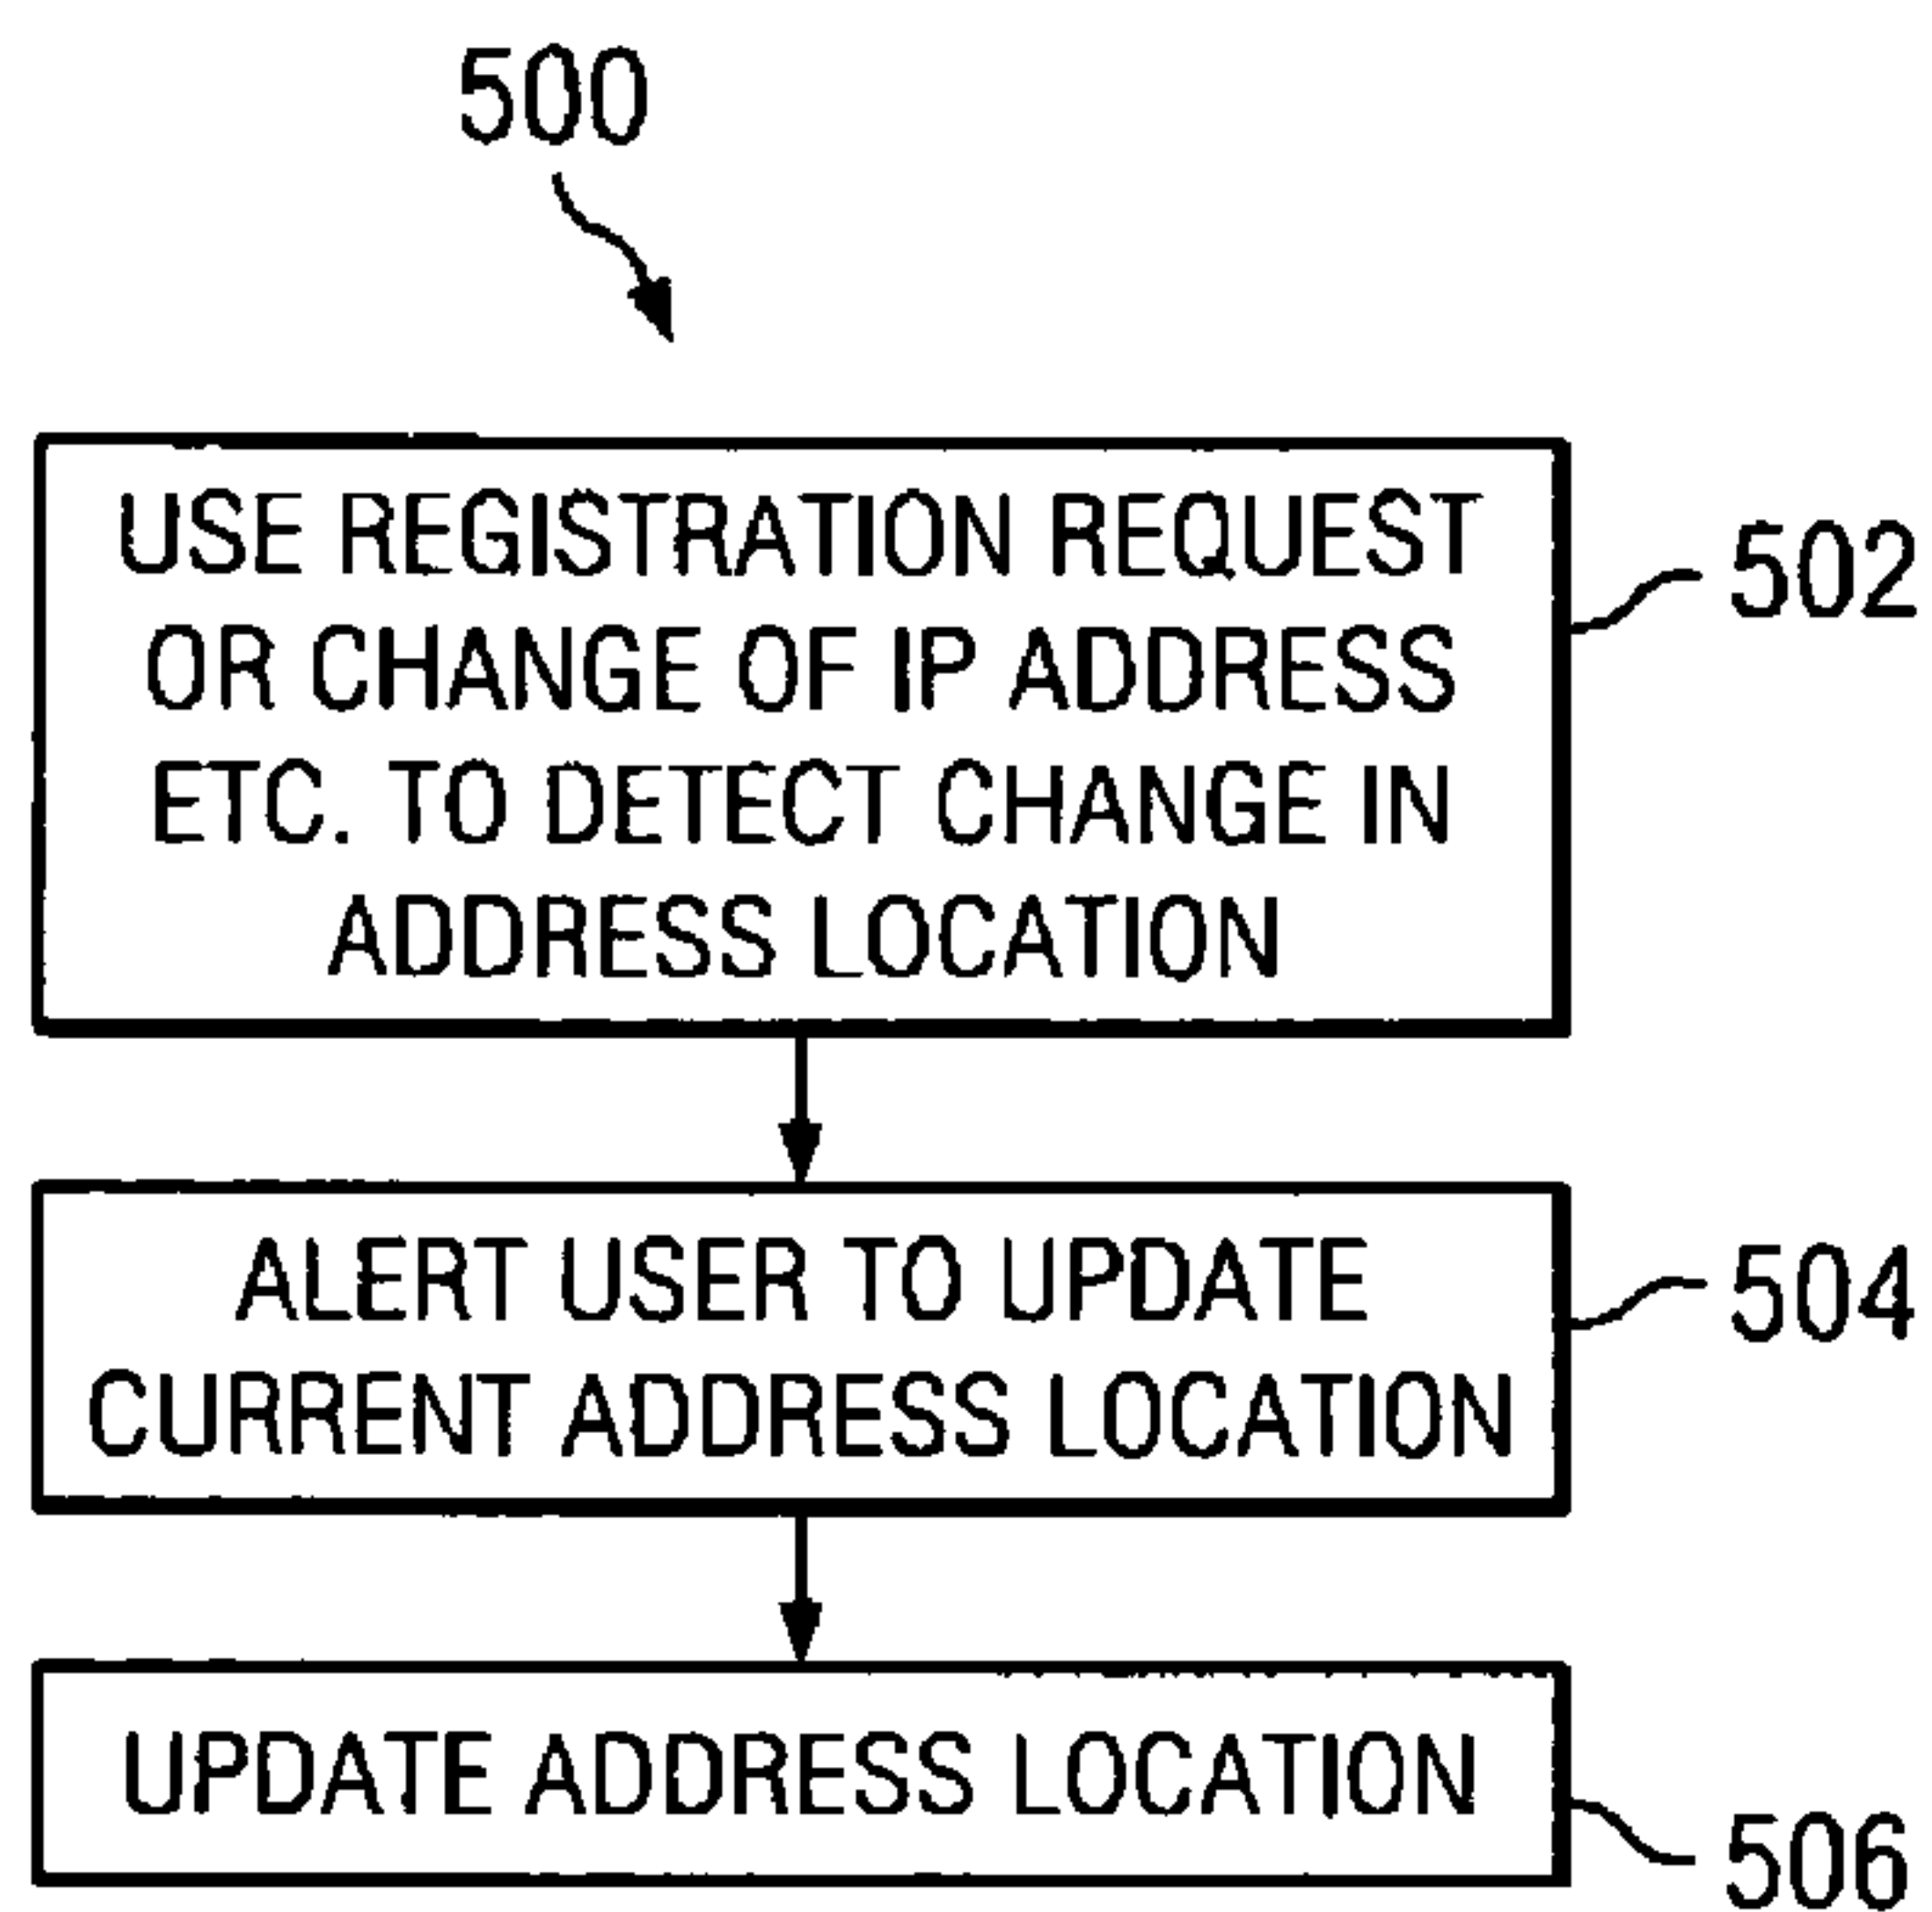 500
USE REGISTRATION REQUEST
OR CHANGE OF IP ADDRESS
ETC. TO DETECT CHANGE IN
ADDRESS LOCATION
502
ALERT USER TO UPDATE
CURRENT ADDRESS LOCATION
504
UPDATE ADDRESS LOCATION
506